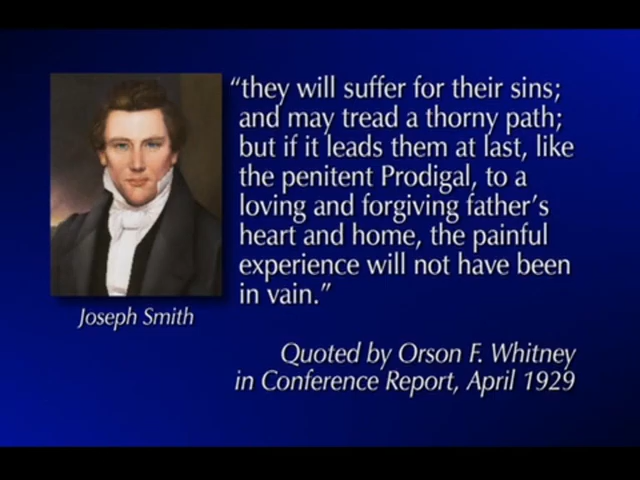 “they will suffer for their sins;
and may tread a thorny path;
but if it leads them at last, like
the penitent Prodigal, to a
loving and forgiving father’s
heart and home, the painful
experience will not have been
in vain.”
Joseph Smith
Quoted by Orson F. Whitney
in Conference Report, April 1929